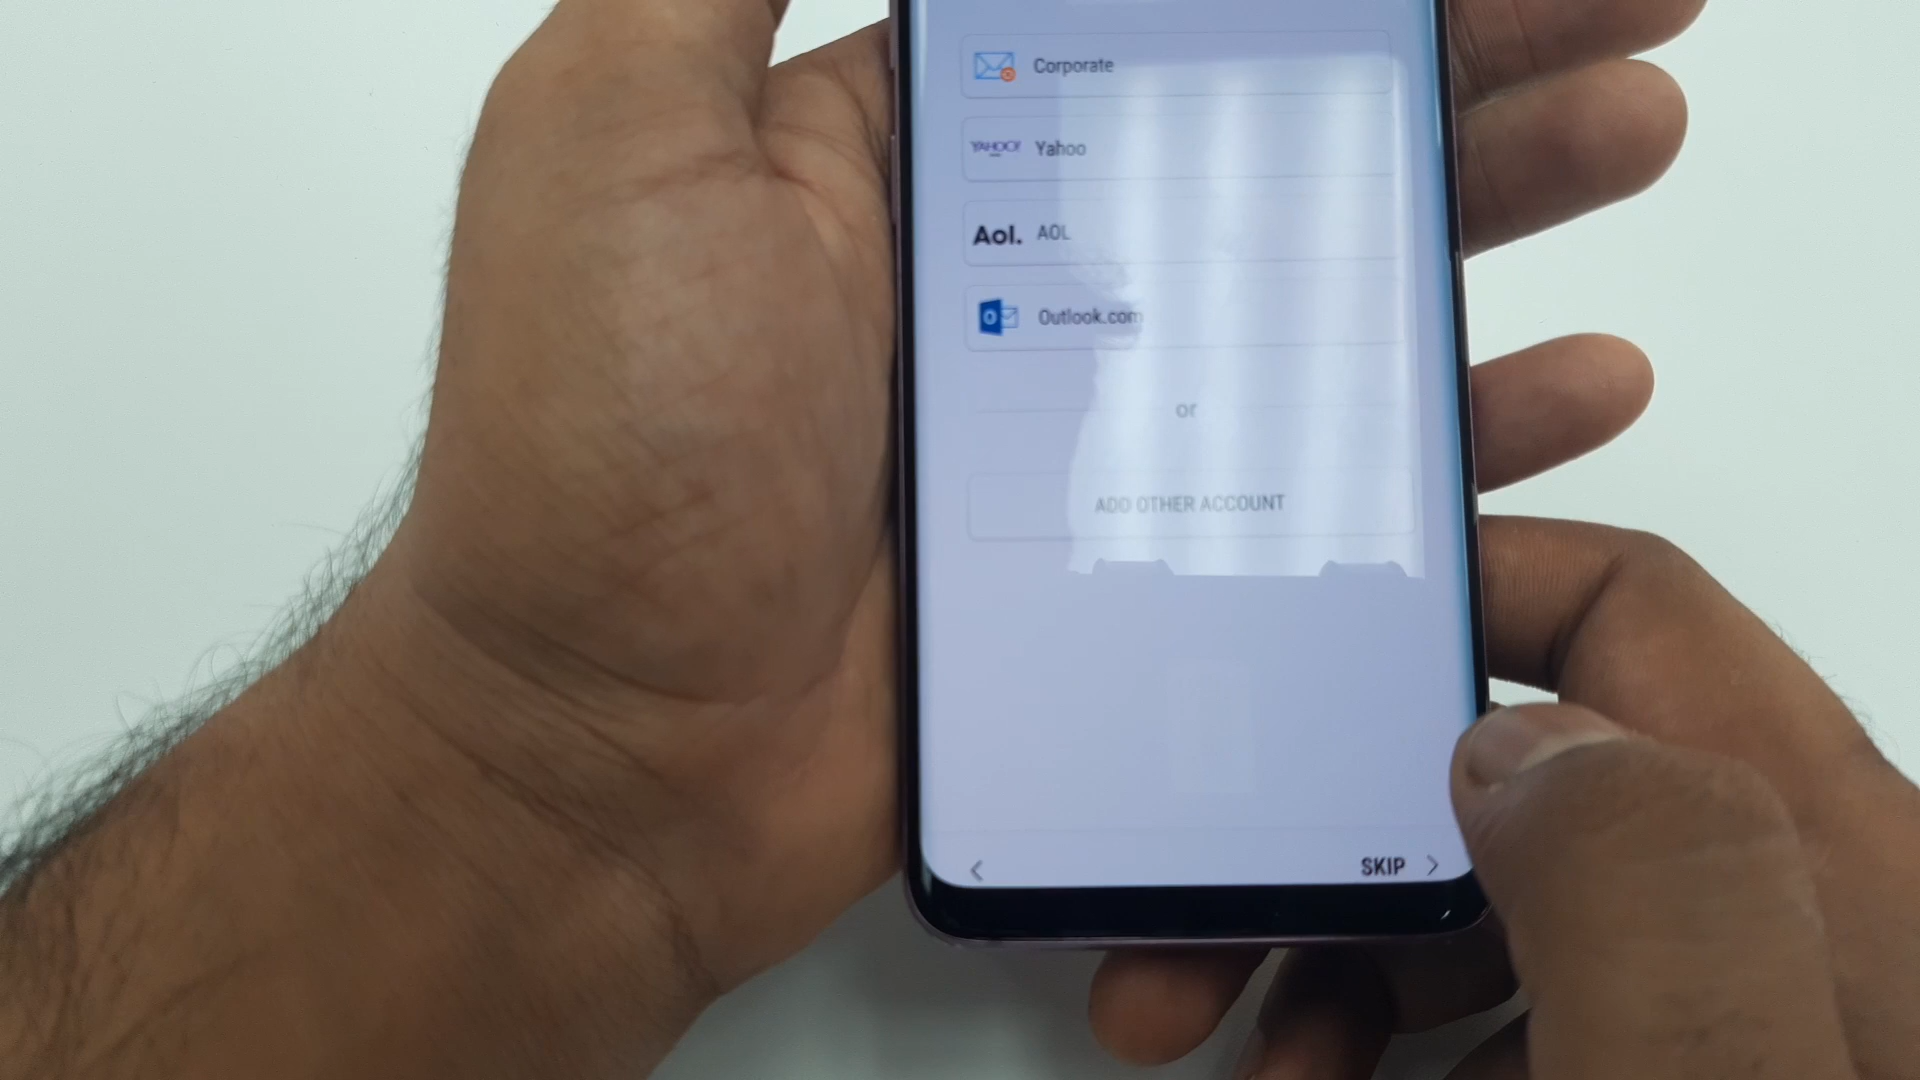 Corporate
YAHOO! Yahoo
Aol. AOL
Outlook.com
or
ADD OTHER ACCOUNT
SKIP